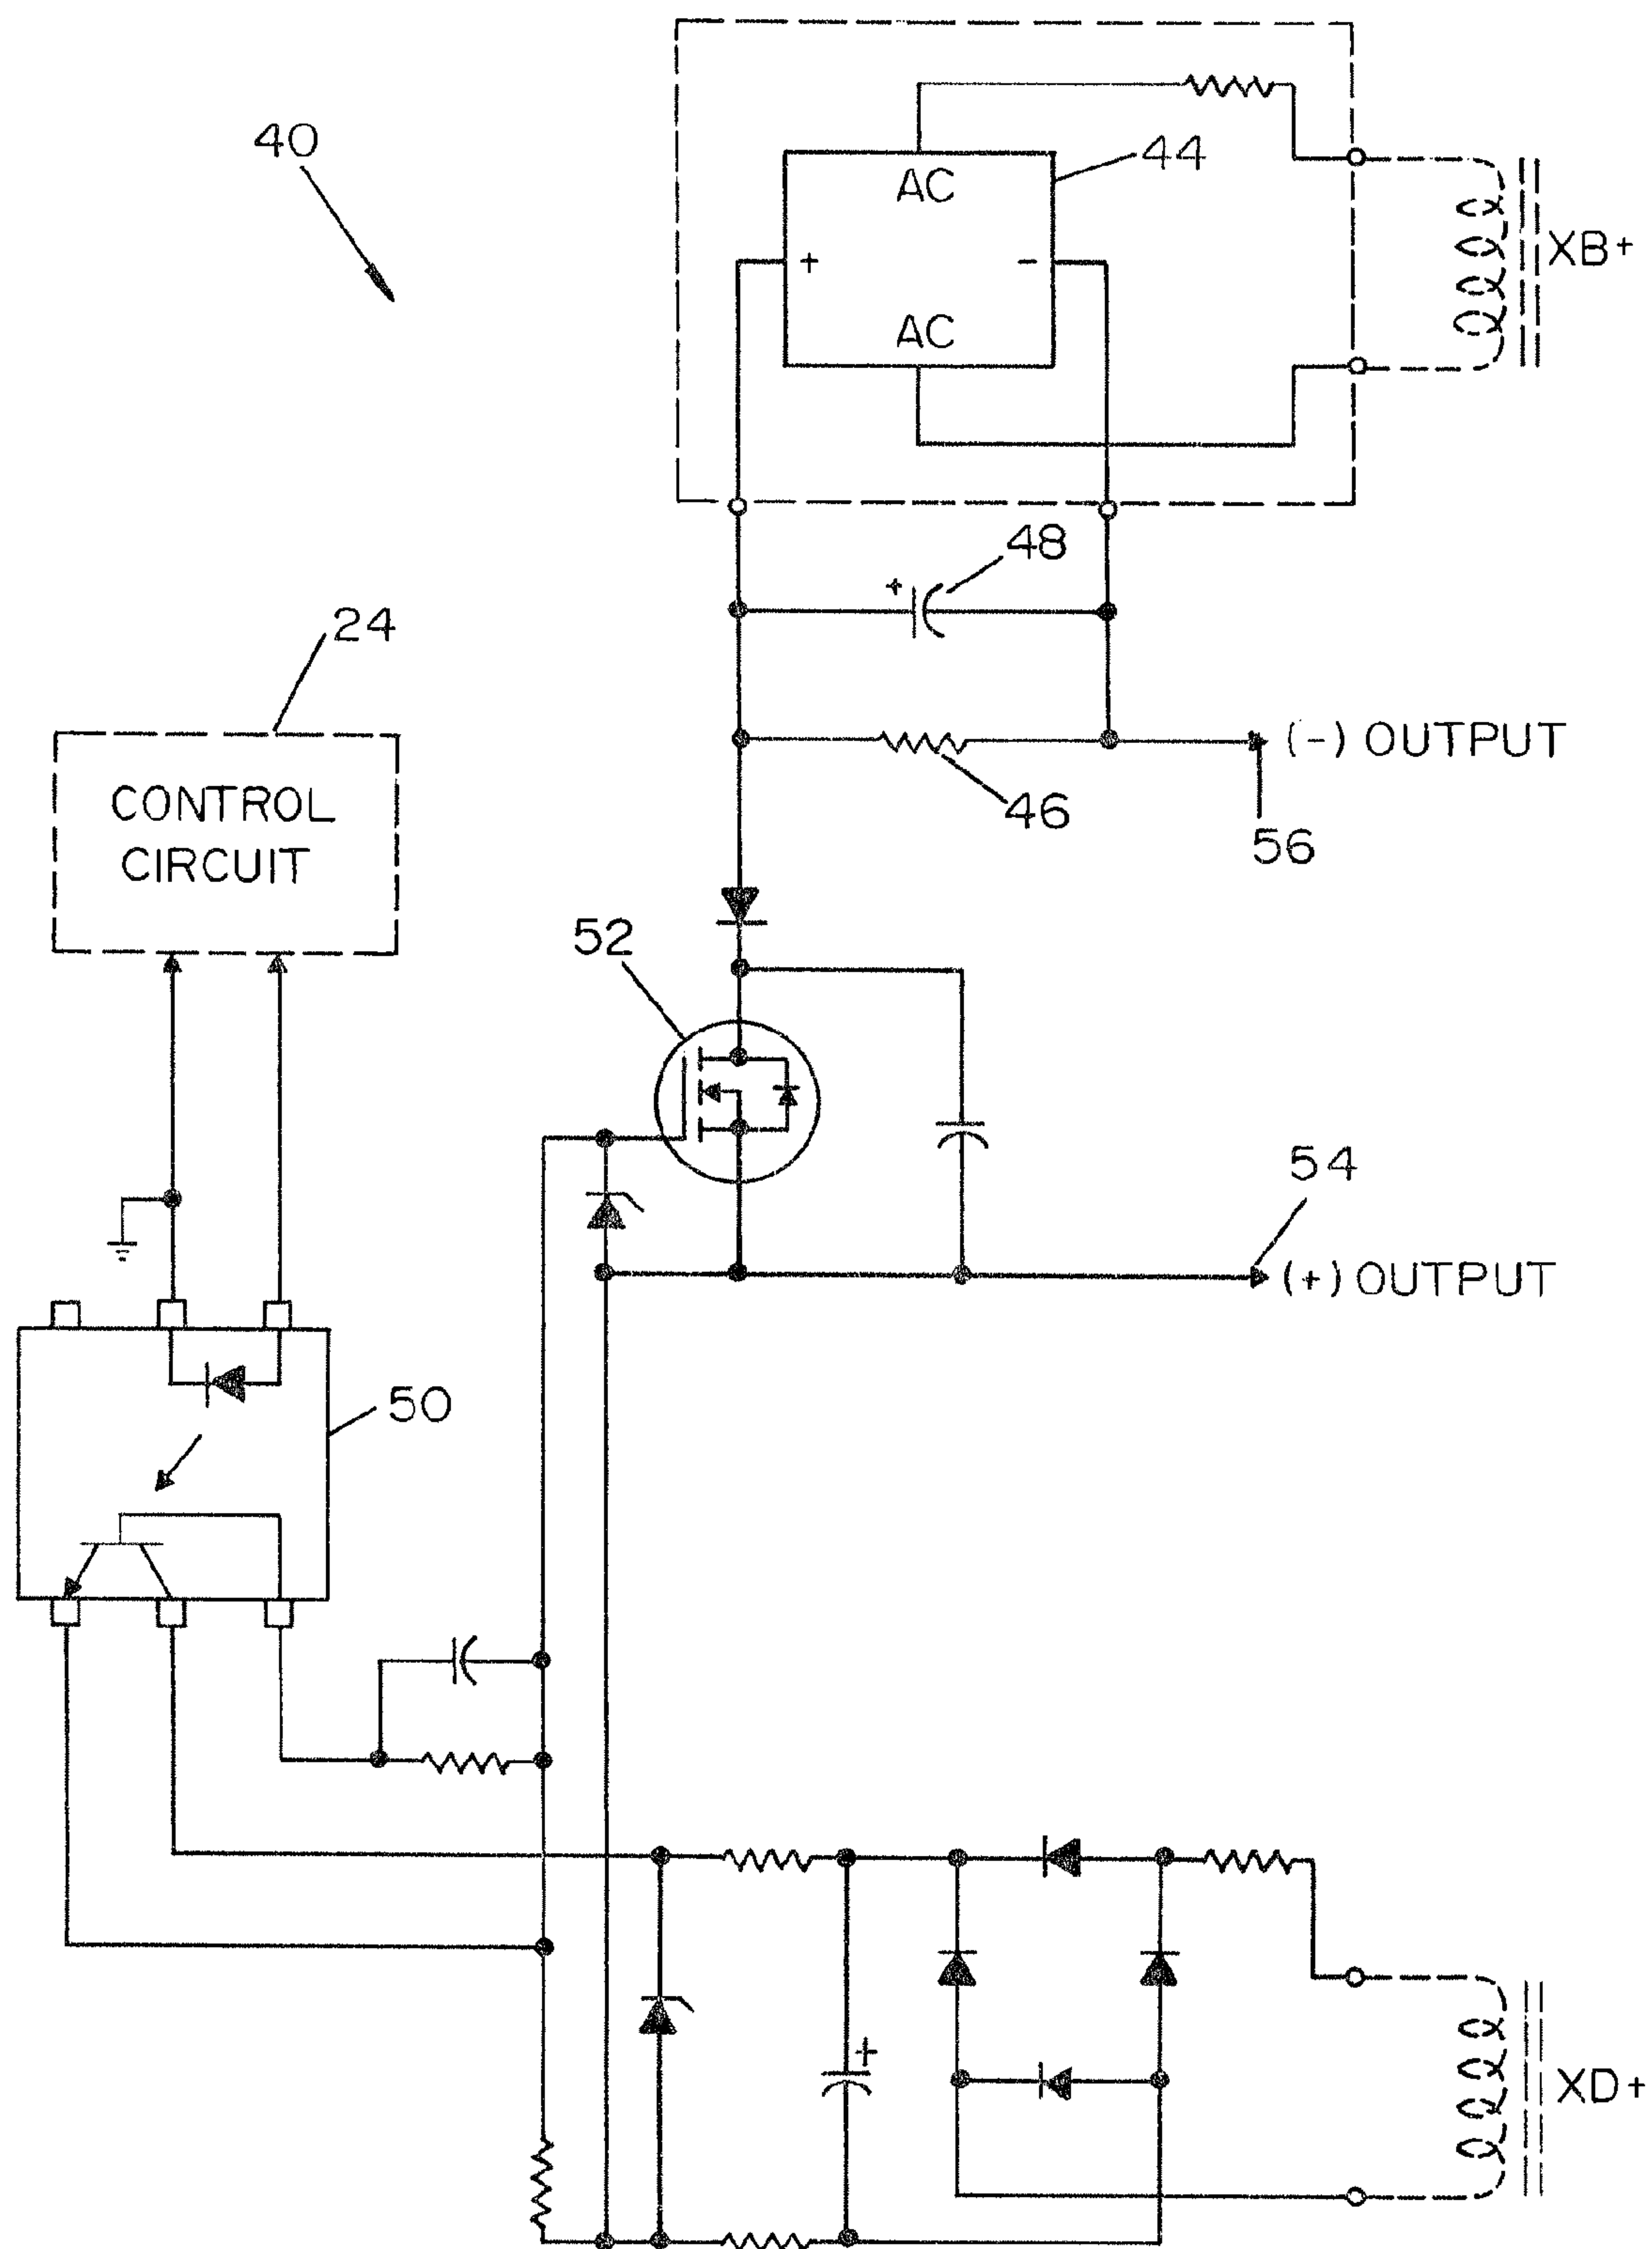 40
AC
44
+ -
AC
XB+
48
+
24
(-) OUTPUT
46
56
CONTROL
CIRCUIT
52
54
(+) OUTPUT
50
+
XD+